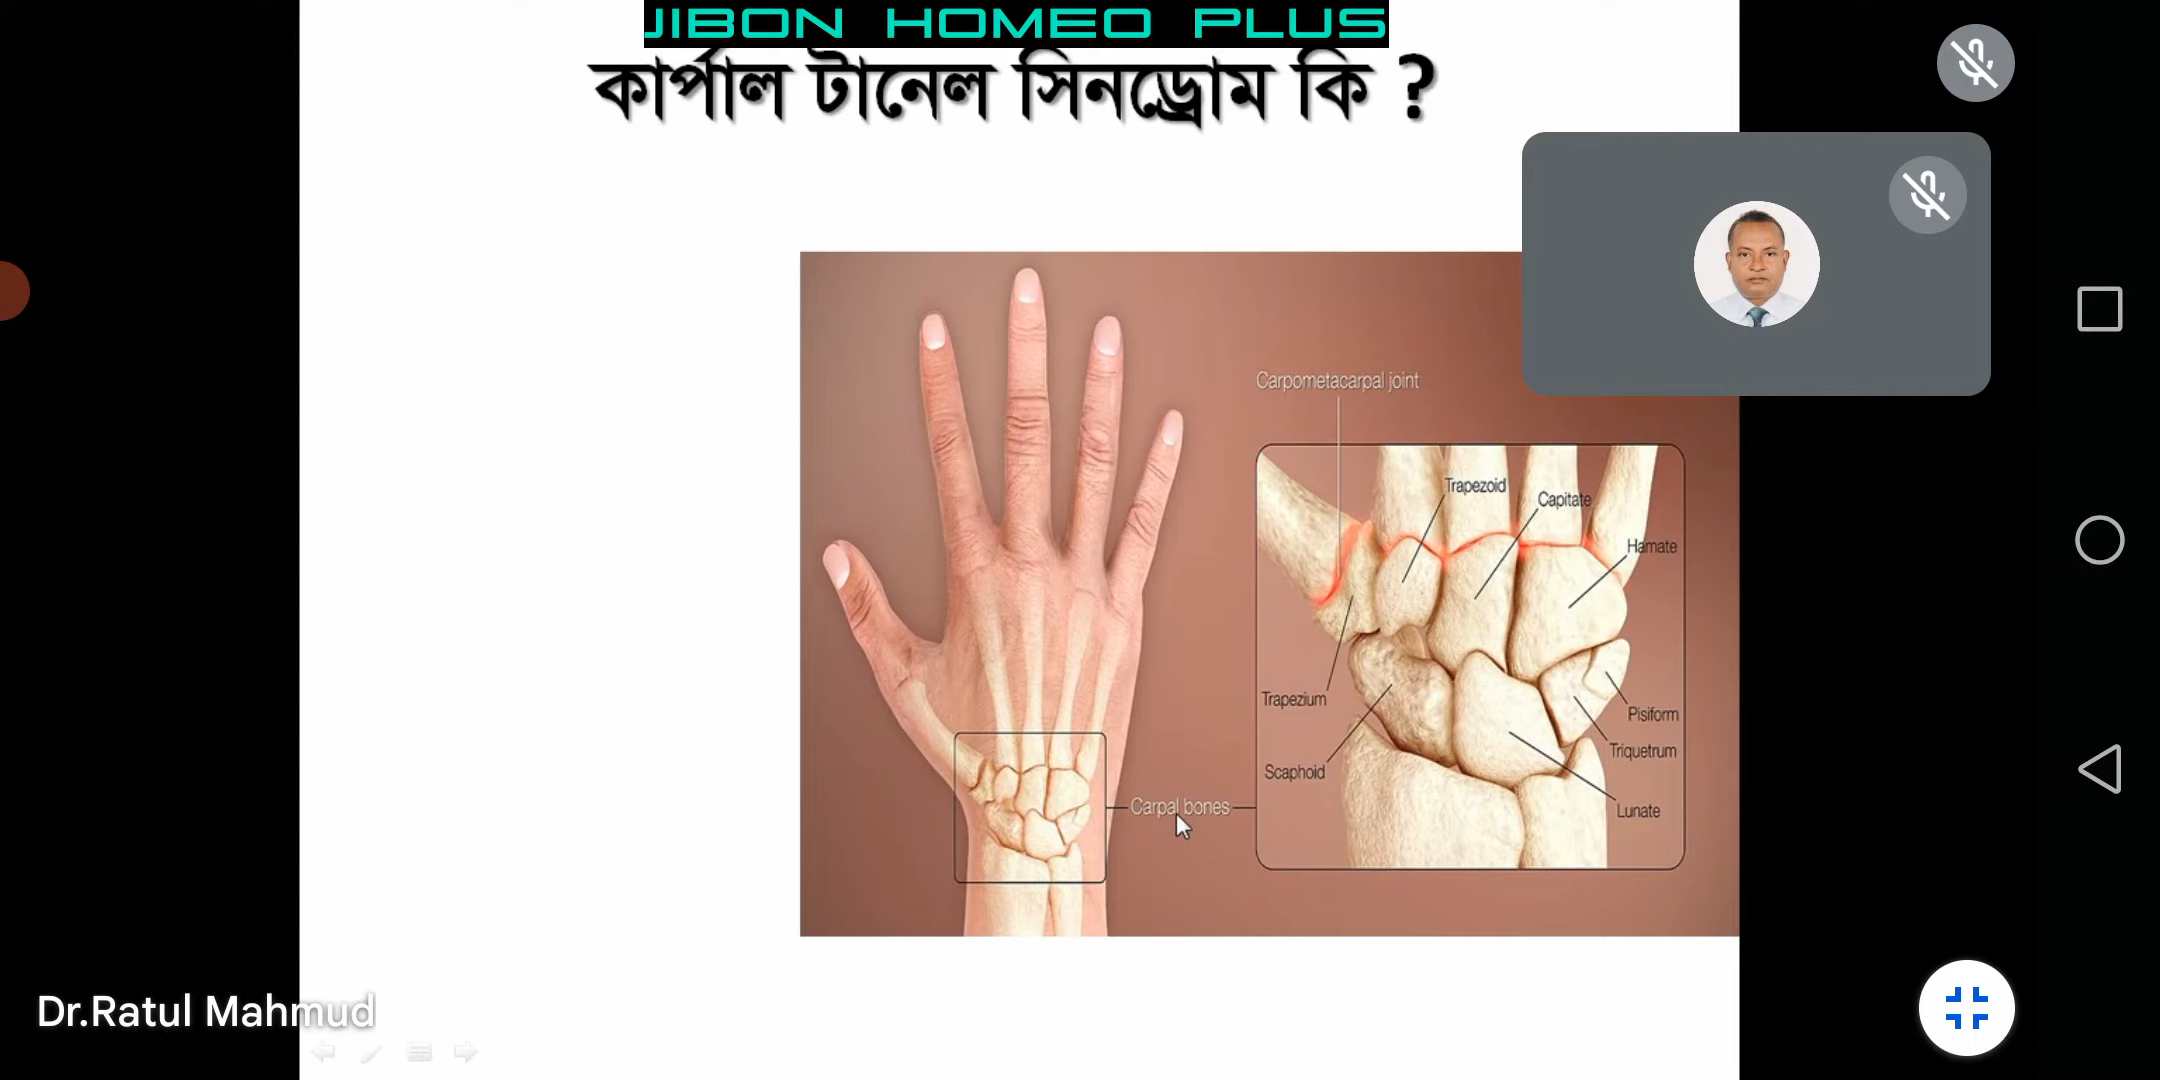 JIBON HOMEO PLUS
কার্পাল টানেল সিনড্রোম কি ?
Carpometacarpal joint
Trapezoid
Capitate
Hamate
Trapezium
Pisiform
Triquetrum
Scaphoid
Carpal bones
Lunate
Dr.Ratul Mahmud